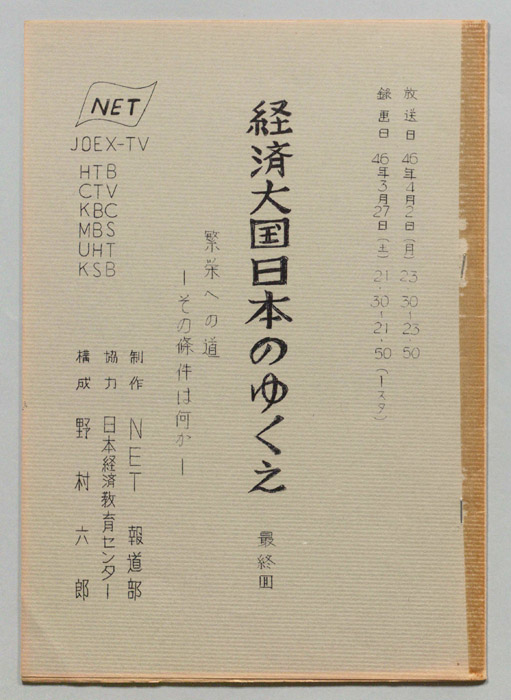 放送日 46年4月2日(月) 23・30〜23・50
録画日 46年3月27日(土) 21・30〜21・50(1スタ)
経済大国日本のゆくえ 最終回
繁栄への道
―その條件は何か―
NET
JOEX-TV
HTB
CTV
KBC
MBS
UHT
KSB
制作 NET 報道部
協力 日本経済教育センター
構成 野村六郎